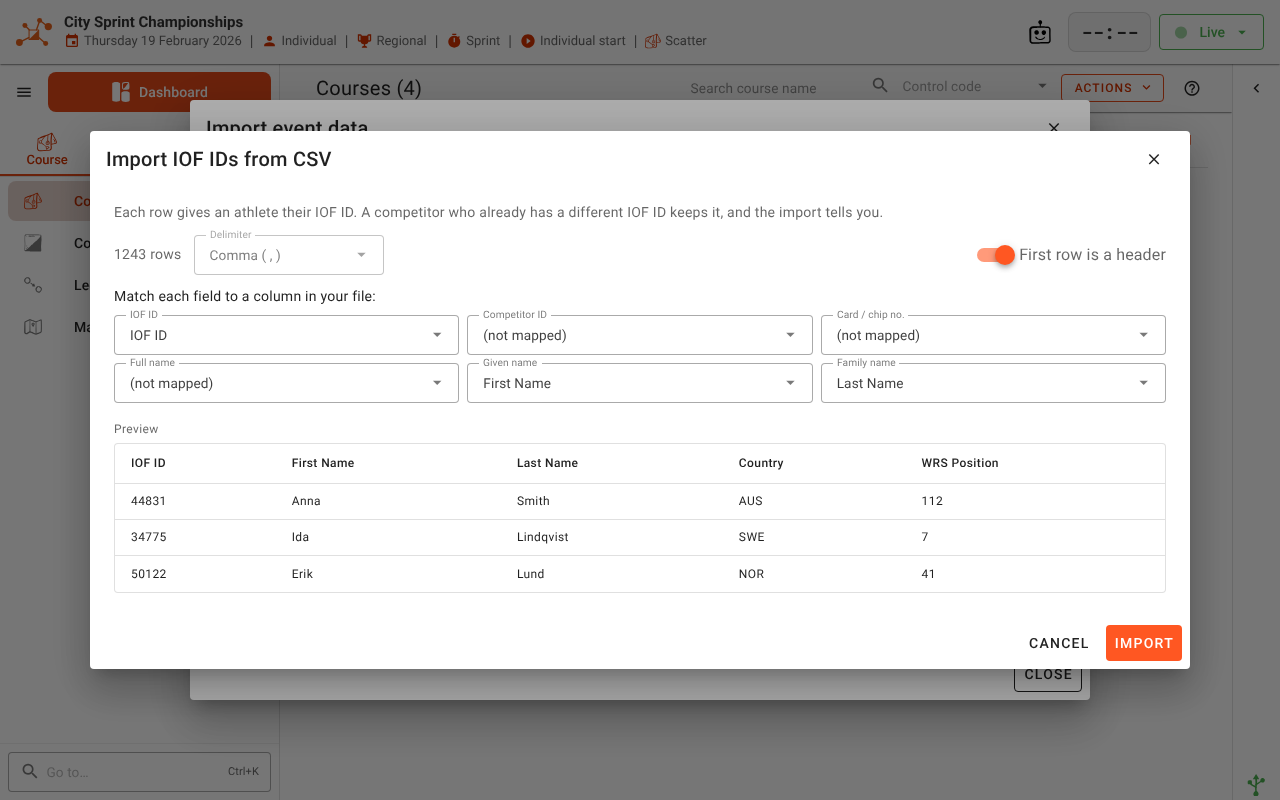 City Sprint Championships
Thursday 19 February 2026 | Individual | Regional | Sprint | Individual start | Scatter
--:--
Live
Dashboard
Courses (4)
Search course name
Control code
ACTIONS
Course
Import event data
Import IOF IDs from CSV
Each row gives an athlete their IOF ID. A competitor who already has a different IOF ID keeps it, and the import tells you.
1243 rows
Delimiter
Comma ( , )
First row is a header
Match each field to a column in your file:
IOF ID
IOF ID
Competitor ID
(not mapped)
Card / chip no.
(not mapped)
Full name
(not mapped)
Given name
First Name
Family name
Last Name
Preview
IOF ID First Name Last Name Country WRS Position
44831 Anna Smith AUS 112
34775 Ida Lindqvist SWE 7
50122 Erik Lund NOR 41
CANCEL
IMPORT
CLOSE
Go to...
Ctrl+K